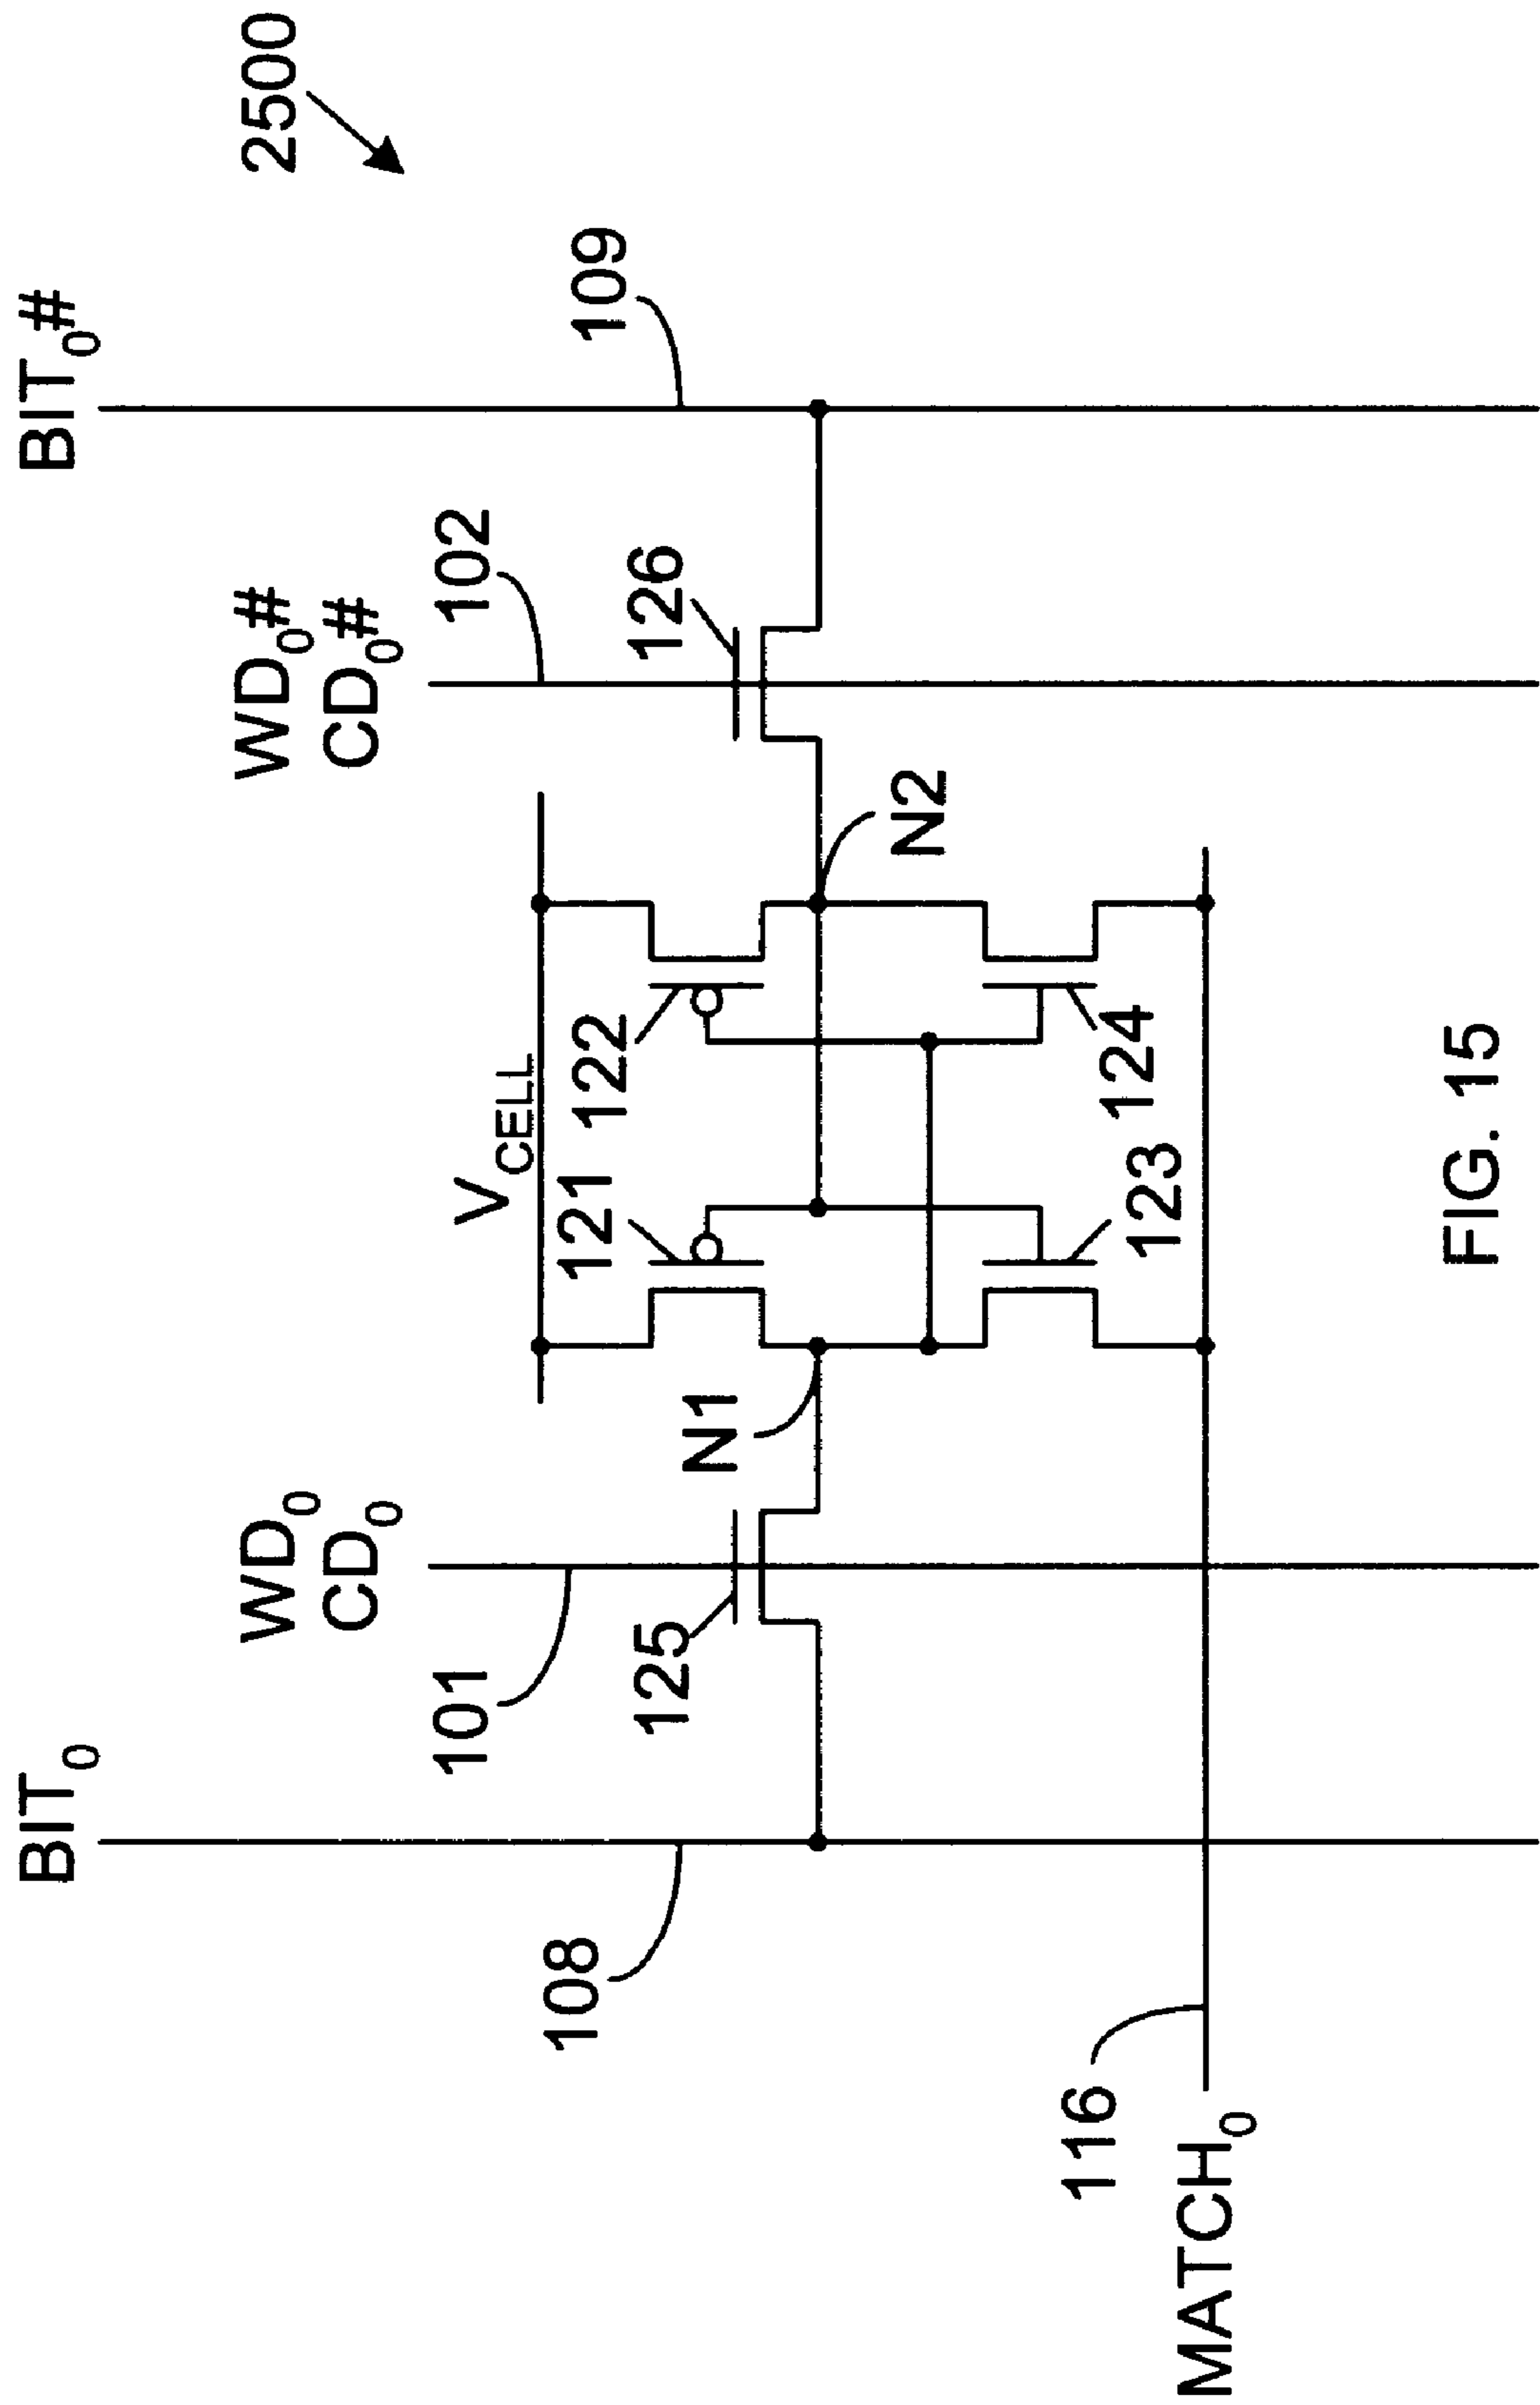 BIT₀
BIT₀#
2500
WD₀
CD₀
WD₀#
CD₀#
101
102
108
109
V_CELL
125
121
122
126
N1
N2
123
124
116
MATCH₀
FIG. 15